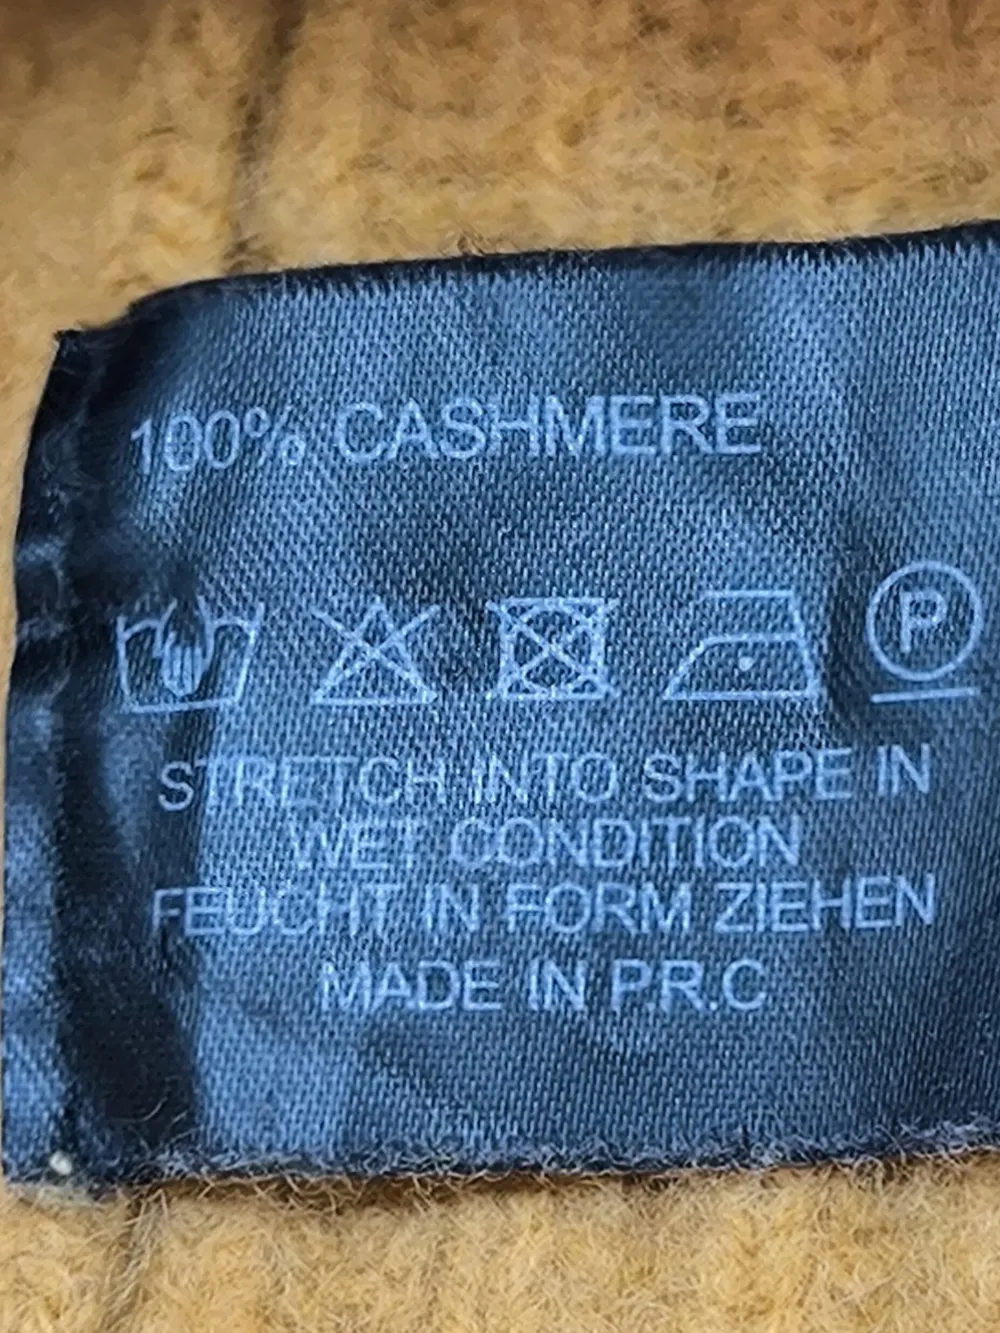 100% CASHMERE
P
STRETCH INTO SHAPE IN
WET CONDITION
FEUCHT IN FORM ZIEHEN
MADE IN P.R.C